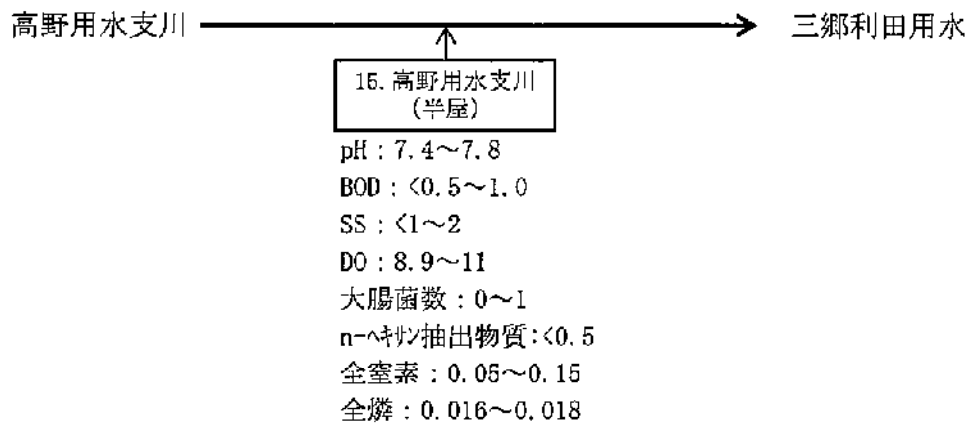 高野用水支川
三郷利田用水
15. 高野用水支川
(半屋)
pH : 7.4～7.8
BOD : <0.5～1.0
SS : <1～2
DO : 8.9～11
大腸菌数 : 0～1
n-ヘキサン抽出物質:<0.5
全窒素 : 0.05～0.15
全燐 : 0.016～0.018